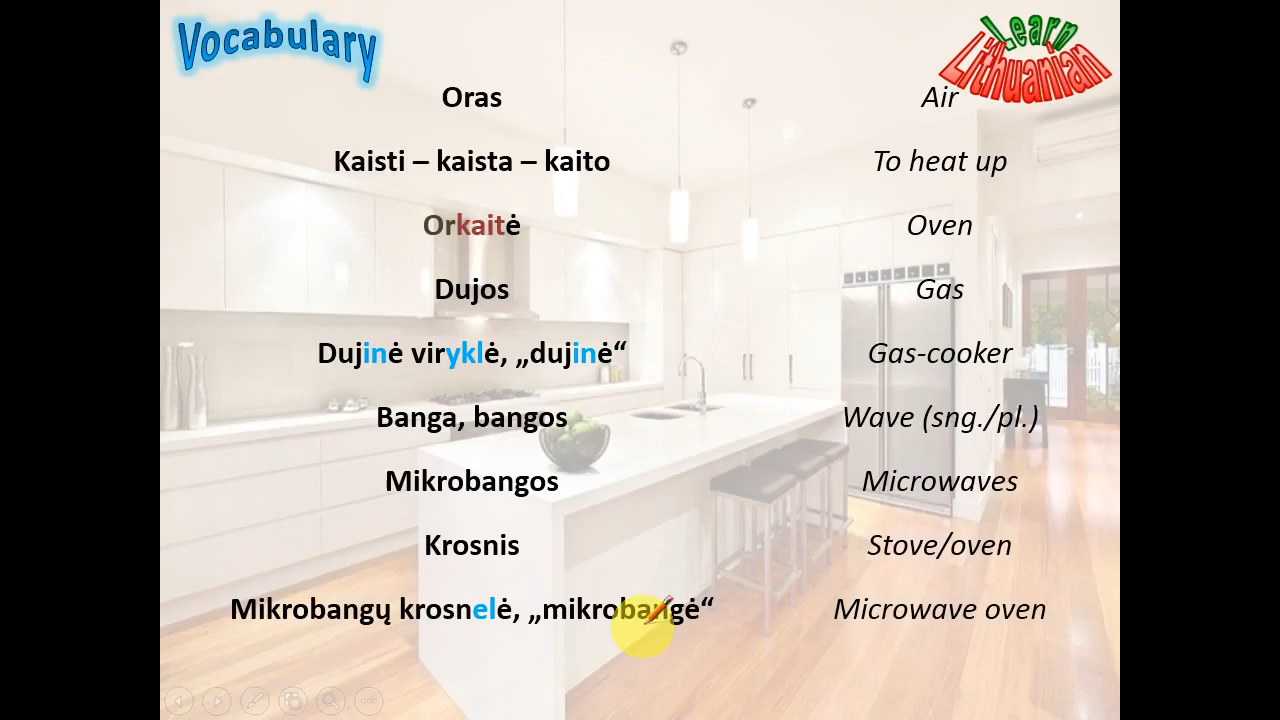 Vocabulary
Learn
Lithuanian
Oras Air
Kaisti – kaista – kaito To heat up
Orkaitė Oven
Dujos Gas
Dujinė viryklė, „dujinė“ Gas-cooker
Banga, bangos Wave (sng./pl.)
Mikrobangos Microwaves
Krosnis Stove/oven
Mikrobangų krosnelė, „mikrobangė“ Microwave oven